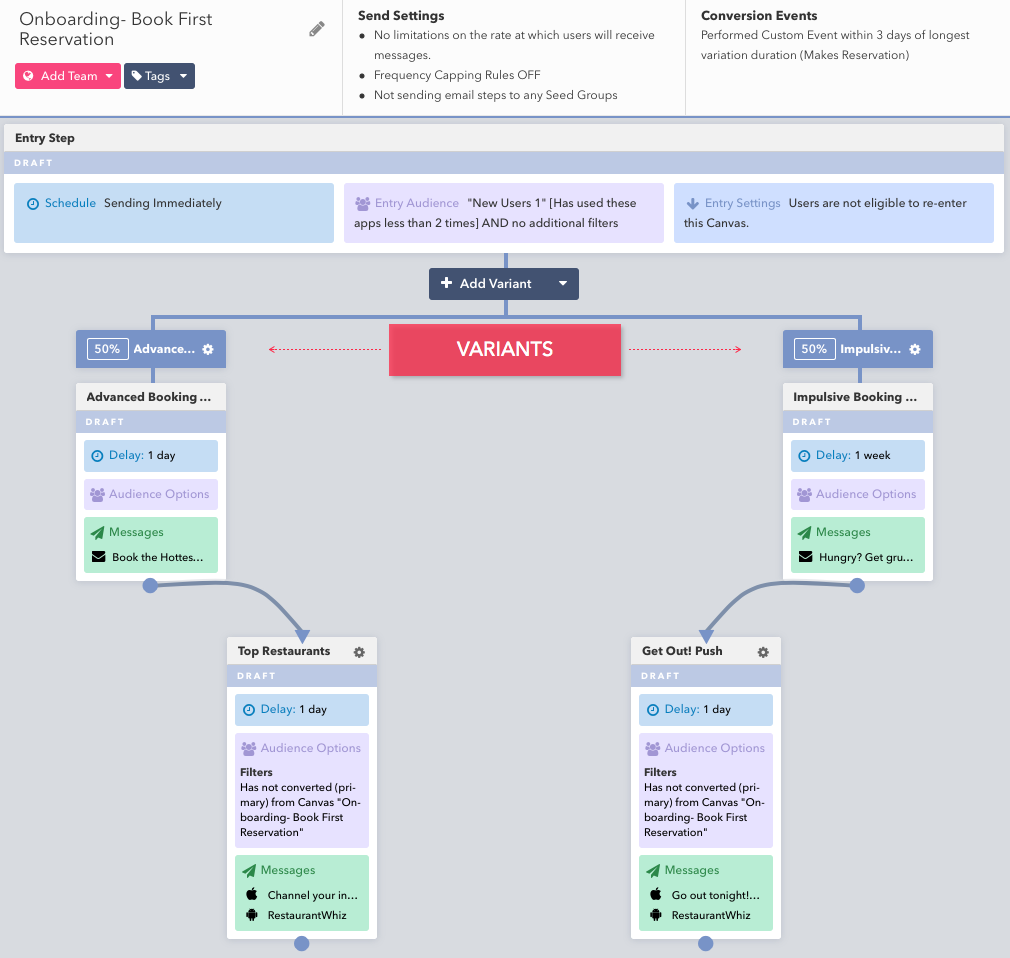 Onboarding- Book First
Reservation
Add Team
Tags
Send Settings
No limitations on the rate at which users will receive
messages.
Frequency Capping Rules OFF
Not sending email steps to any Seed Groups
Conversion Events
Performed Custom Event within 3 days of longest
variation duration (Makes Reservation)
Entry Step
DRAFT
Schedule Sending Immediately
Entry Audience "New Users 1" [Has used these
apps less than 2 times] AND no additional filters
Entry Settings Users are not eligible to re-enter
this Canvas.
Add Variant
VARIANTS
50% Advance...
Advanced Booking ...
DRAFT
Delay: 1 day
Audience Options
Messages
Book the Hottes...
50% Impulsiv...
Impulsive Booking ...
DRAFT
Delay: 1 week
Audience Options
Messages
Hungry? Get gru...
Top Restaurants
DRAFT
Delay: 1 day
Audience Options
Filters
Has not converted (pri-
mary) from Canvas "On-
boarding- Book First
Reservation"
Messages
Channel your in...
RestaurantWhiz
Get Out! Push
DRAFT
Delay: 1 day
Audience Options
Filters
Has not converted (pri-
mary) from Canvas "On-
boarding- Book First
Reservation"
Messages
Go out tonight!...
RestaurantWhiz